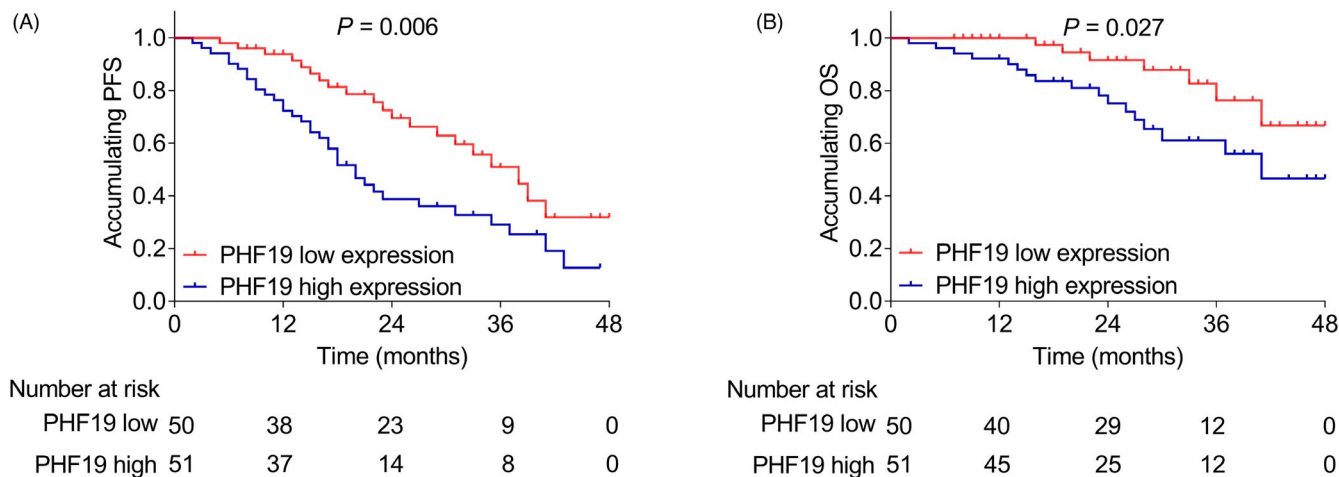 (A)
P = 0.006
Accumulating PFS
1.0
0.8
0.6
0.4
0.2
0.0
PHF19 low expression
PHF19 high expression
0 12 24 36 48
Time (months)
Number at risk
PHF19 low 50 38 23 9 0
PHF19 high 51 37 14 8 0
(B)
P = 0.027
Accumulating OS
1.0
0.8
0.6
0.4
0.2
0.0
PHF19 low expression
PHF19 high expression
0 12 24 36 48
Time (months)
Number at risk
PHF19 low 50 40 29 12 0
PHF19 high 51 45 25 12 0